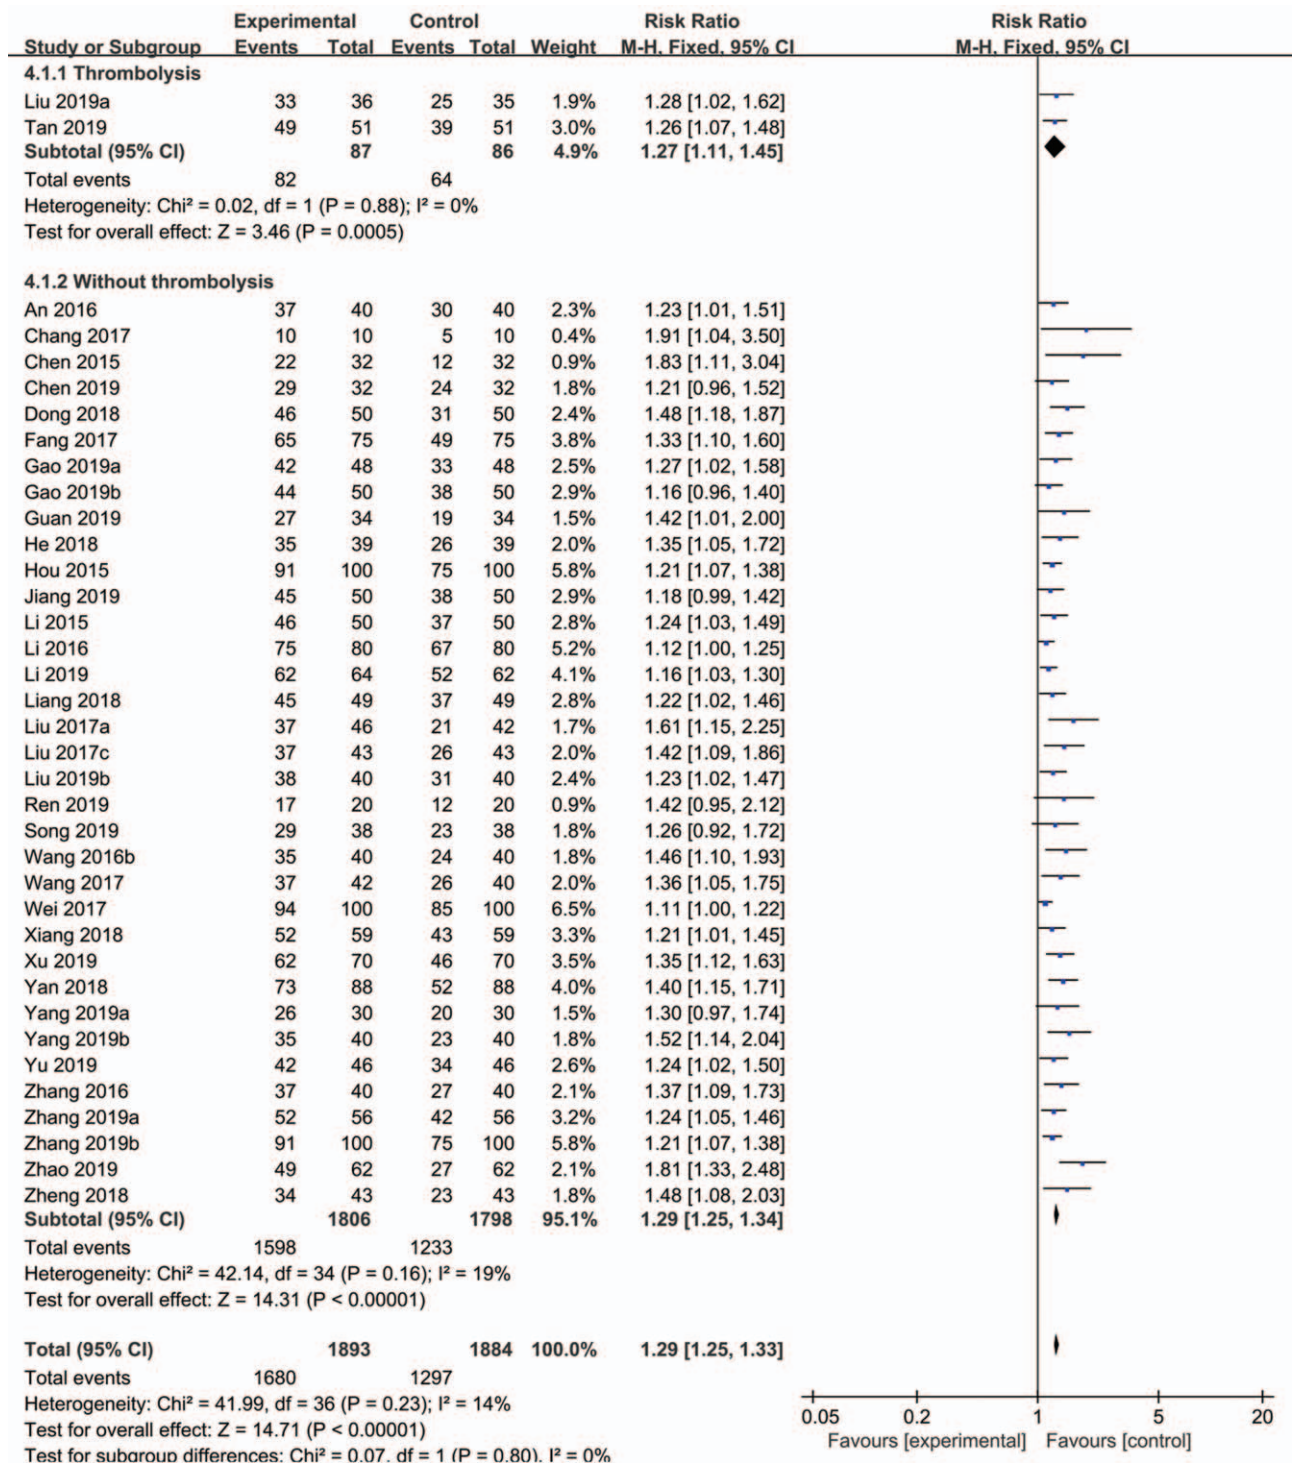 Experimental Control Risk Ratio Risk Ratio
Study or Subgroup Events Total Events Total Weight M-H, Fixed, 95% CI M-H, Fixed, 95% CI
4.1.1 Thrombolysis
Liu 2019a 33 36 25 35 1.9% 1.28 [1.02, 1.62]
Tan 2019 49 51 39 51 3.0% 1.26 [1.07, 1.48]
Subtotal (95% CI) 87 86 4.9% 1.27 [1.11, 1.45]
Total events 82 64
Heterogeneity: Chi² = 0.02, df = 1 (P = 0.88); I² = 0%
Test for overall effect: Z = 3.46 (P = 0.0005)
4.1.2 Without thrombolysis
An 2016 37 40 30 40 2.3% 1.23 [1.01, 1.51]
Chang 2017 10 10 5 10 0.4% 1.91 [1.04, 3.50]
Chen 2015 22 32 12 32 0.9% 1.83 [1.11, 3.04]
Chen 2019 29 32 24 32 1.8% 1.21 [0.96, 1.52]
Dong 2018 46 50 31 50 2.4% 1.48 [1.18, 1.87]
Fang 2017 65 75 49 75 3.8% 1.33 [1.10, 1.60]
Gao 2019a 42 48 33 48 2.5% 1.27 [1.02, 1.58]
Gao 2019b 44 50 38 50 2.9% 1.16 [0.96, 1.40]
Guan 2019 27 34 19 34 1.5% 1.42 [1.01, 2.00]
He 2018 35 39 26 39 2.0% 1.35 [1.05, 1.72]
Hou 2015 91 100 75 100 5.8% 1.21 [1.07, 1.38]
Jiang 2019 45 50 38 50 2.9% 1.18 [0.99, 1.42]
Li 2015 46 50 37 50 2.8% 1.24 [1.03, 1.49]
Li 2016 75 80 67 80 5.2% 1.12 [1.00, 1.25]
Li 2019 62 64 52 62 4.1% 1.16 [1.03, 1.30]
Liang 2018 45 49 37 49 2.8% 1.22 [1.02, 1.46]
Liu 2017a 37 46 21 42 1.7% 1.61 [1.15, 2.25]
Liu 2017c 37 43 26 43 2.0% 1.42 [1.09, 1.86]
Liu 2019b 38 40 31 40 2.4% 1.23 [1.02, 1.47]
Ren 2019 17 20 12 20 0.9% 1.42 [0.95, 2.12]
Song 2019 29 38 23 38 1.8% 1.26 [0.92, 1.72]
Wang 2016b 35 40 24 40 1.8% 1.46 [1.10, 1.93]
Wang 2017 37 42 26 40 2.0% 1.36 [1.05, 1.75]
Wei 2017 94 100 85 100 6.5% 1.11 [1.00, 1.22]
Xiang 2018 52 59 43 59 3.3% 1.21 [1.01, 1.45]
Xu 2019 62 70 46 70 3.5% 1.35 [1.12, 1.63]
Yan 2018 73 88 52 88 4.0% 1.40 [1.15, 1.71]
Yang 2019a 26 30 20 30 1.5% 1.30 [0.97, 1.74]
Yang 2019b 35 40 23 40 1.8% 1.52 [1.14, 2.04]
Yu 2019 42 46 34 46 2.6% 1.24 [1.02, 1.50]
Zhang 2016 37 40 27 40 2.1% 1.37 [1.09, 1.73]
Zhang 2019a 52 56 42 56 3.2% 1.24 [1.05, 1.46]
Zhang 2019b 91 100 75 100 5.8% 1.21 [1.07, 1.38]
Zhao 2019 49 62 27 62 2.1% 1.81 [1.33, 2.48]
Zheng 2018 34 43 23 43 1.8% 1.48 [1.08, 2.03]
Subtotal (95% CI) 1806 1798 95.1% 1.29 [1.25, 1.34]
Total events 1598 1233
Heterogeneity: Chi² = 42.14, df = 34 (P = 0.16); I² = 19%
Test for overall effect: Z = 14.31 (P < 0.00001)
Total (95% CI) 1893 1884 100.0% 1.29 [1.25, 1.33]
Total events 1680 1297
Heterogeneity: Chi² = 41.99, df = 36 (P = 0.23); I² = 14%
Test for overall effect: Z = 14.71 (P < 0.00001)
Test for subgroup differences: Chi² = 0.07, df = 1 (P = 0.80), I² = 0%
0.05 0.2 1 5 20
Favours [experimental] Favours [control]